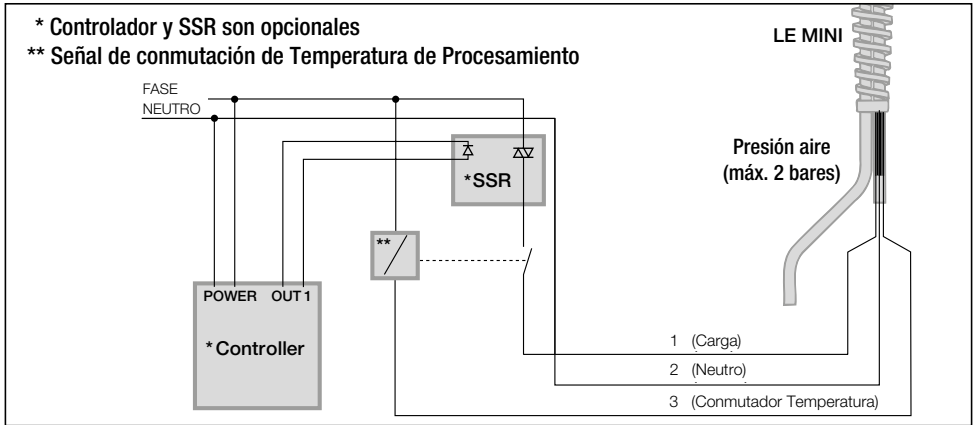 * Controlador y SSR son opcionales
** Señal de conmutación de Temperatura de Procesamiento
LE MINI
FASE
NEUTRO
Presión aire
(máx. 2 bares)
*SSR
**
POWER OUT 1
*Controller
1 (Carga)
2 (Neutro)
3 (Conmutador Temperatura)